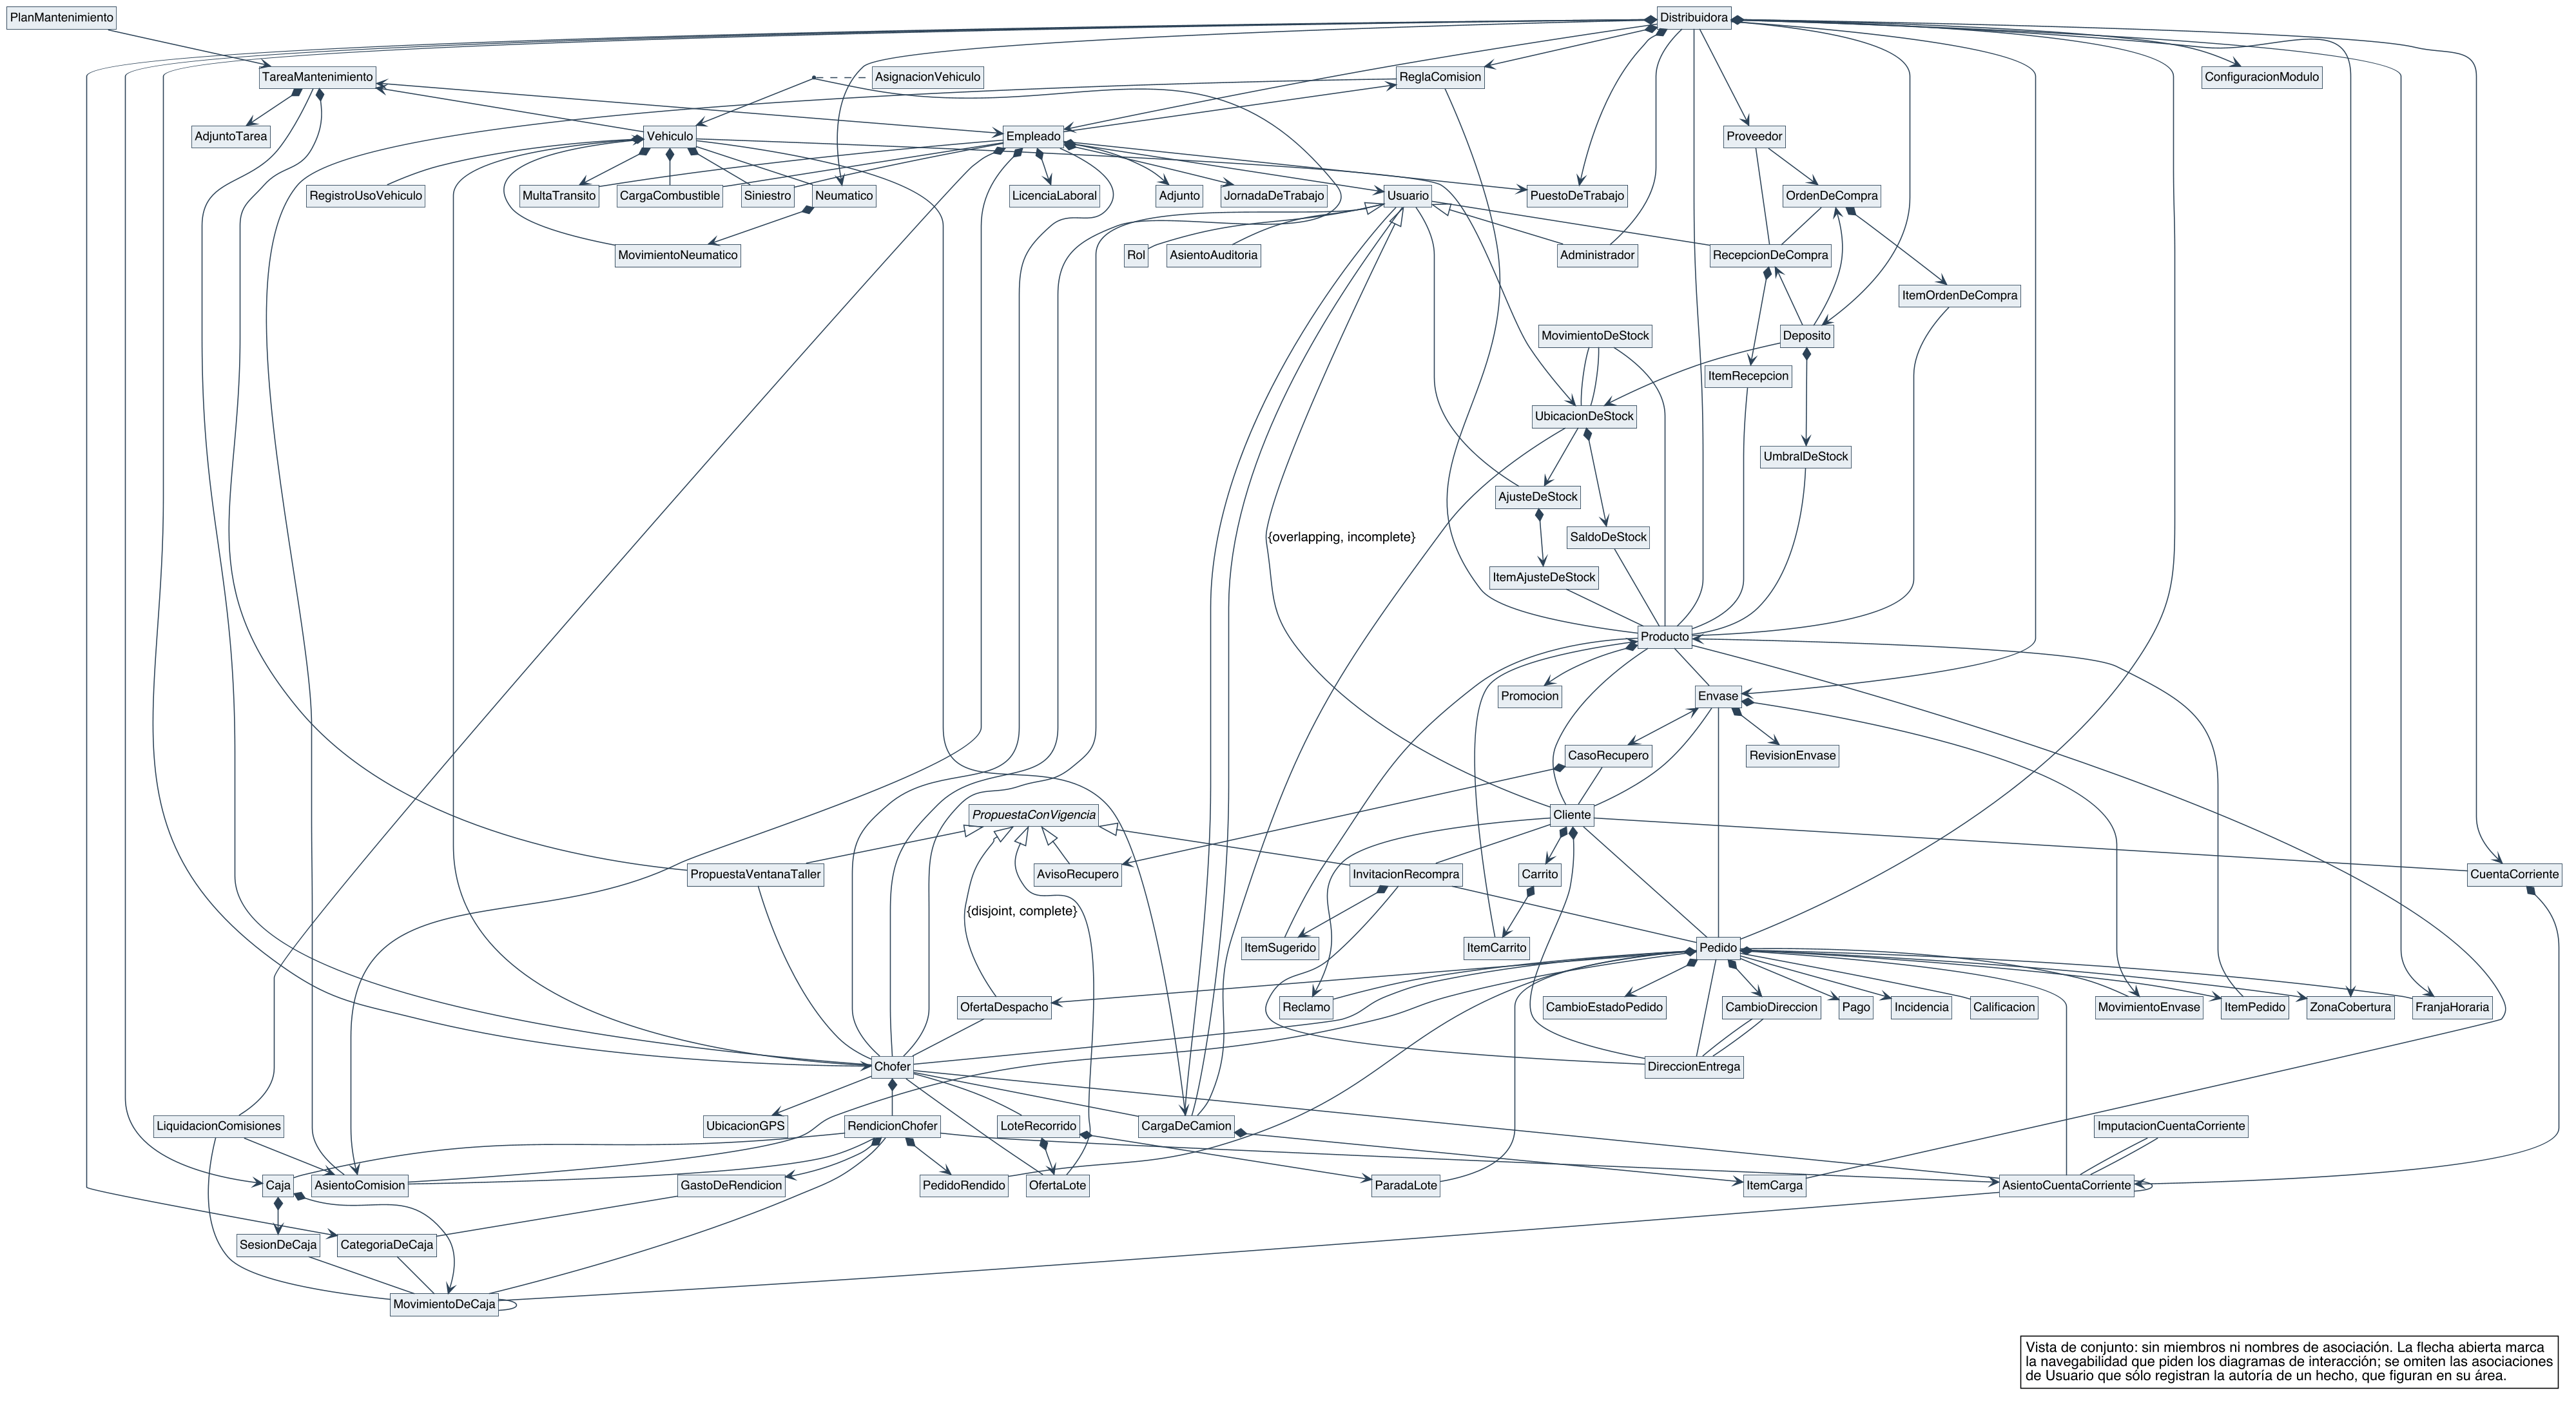 PlanMantenimiento
Distribuidora
TareaMantenimiento
AsignacionVehiculo
ReglaComision
ConfiguracionModulo
AdjuntoTarea
Vehiculo
Empleado
Proveedor
RegistroUsoVehiculo
MultaTransito
CargaCombustible
Siniestro
Neumatico
LicenciaLaboral
Adjunto
JornadaDeTrabajo
Usuario
PuestoDeTrabajo
OrdenDeCompra
MovimientoNeumatico
Rol
AsientoAuditoria
Administrador
RecepcionDeCompra
ItemOrdenDeCompra
MovimientoDeStock
Deposito
ItemRecepcion
UbicacionDeStock
UmbralDeStock
AjusteDeStock
{overlapping, incomplete}
SaldoDeStock
ItemAjusteDeStock
Producto
Promocion
Envase
CasoRecupero
RevisionEnvase
PropuestaConVigencia
Cliente
PropuestaVentanaTaller
AvisoRecupero
InvitacionRecompra
Carrito
CuentaCorriente
{disjoint, complete}
ItemSugerido
ItemCarrito
Pedido
OfertaDespacho
Reclamo
CambioEstadoPedido
CambioDireccion
Pago
Incidencia
Calificacion
MovimientoEnvase
ItemPedido
ZonaCobertura
FranjaHoraria
Chofer
DireccionEntrega
LiquidacionComisiones
UbicacionGPS
RendicionChofer
LoteRecorrido
CargaDeCamion
ImputacionCuentaCorriente
Caja
AsientoComision
GastoDeRendicion
PedidoRendido
OfertaLote
ParadaLote
ItemCarga
AsientoCuentaCorriente
SesionDeCaja
CategoriaDeCaja
MovimientoDeCaja
Vista de conjunto: sin miembros ni nombres de asociación. La flecha abierta marca
la navegabilidad que piden los diagramas de interacción; se omiten las asociaciones
de Usuario que sólo registran la autoría de un hecho, que figuran en su área.